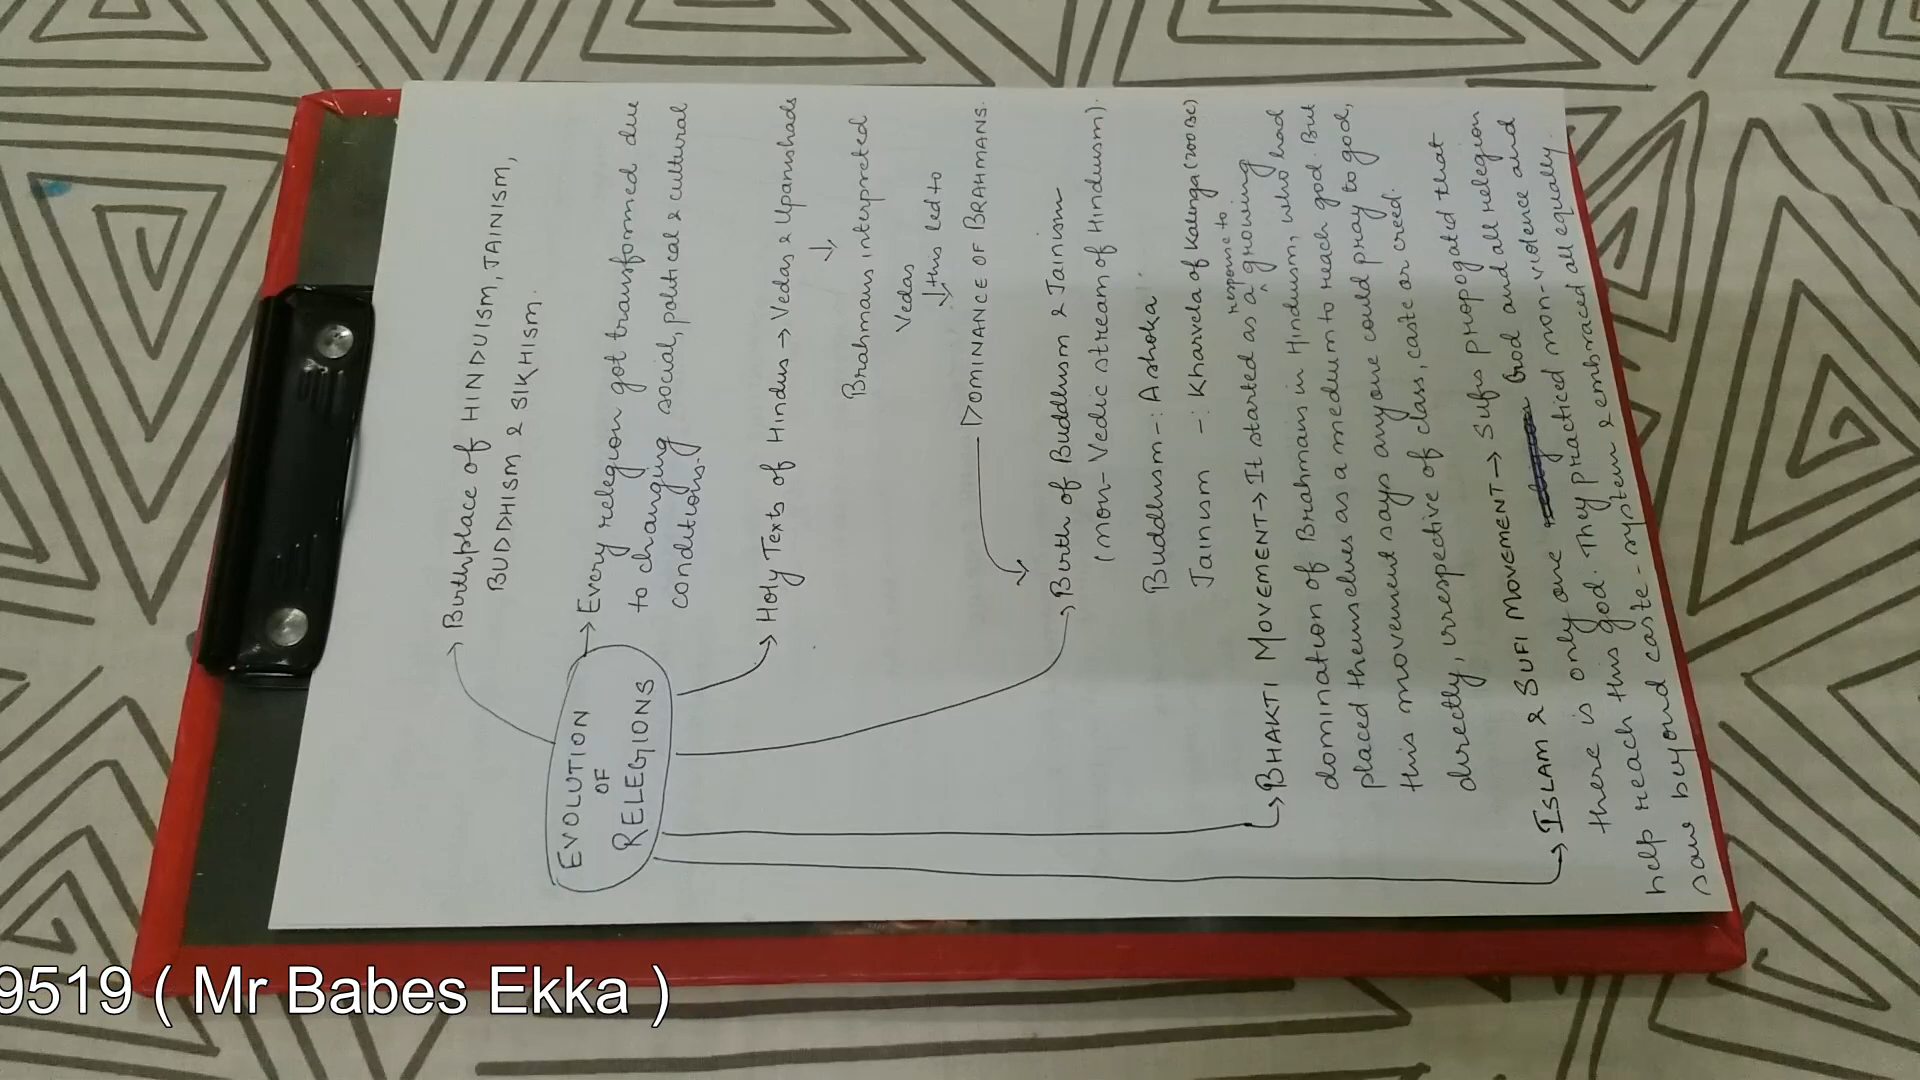 EVOLUTION
OF
RELEGIONS
Birthplace of HINDUISM, JAINISM,
BUDDHISM & SIKHISM.
→ Every relegion got transformed due
to changing social, political & cultural
conditions.
Holy Texts of Hindus → Vedas & Upanishads
↓
Brahmans interpreted
Vedas
↓ this led to
DOMINANCE OF BRAHMANS.
Birth of Buddhism & Jainism
(non-Vedic stream of Hinduism).
Buddhism -: Ashoka.
Jainism -: Kharvela of Kalinga (200BC)
response to
BHAKTI MOVEMENT → It started as a ^ growing
domination of Brahmans in Hinduism, who had
placed themselves as a medium to reach god. But
this movement says anyone could pray to god,
directly, irrespective of class, caste or creed.
ISLAM & SUFI MOVEMENT → Sufis propogated that
there is only one God and all relegion
help reach this god. They practiced non-violence and
saw beyond caste-system & embraced all equally.
9519 ( Mr Babes Ekka )